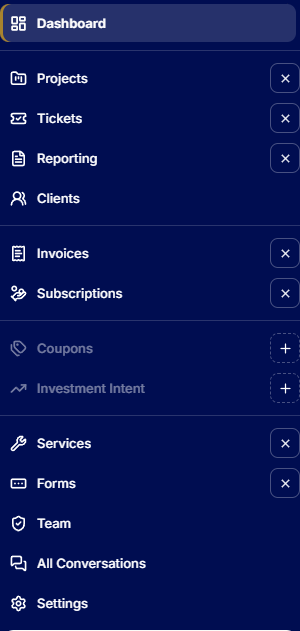 Dashboard
Projects
Tickets
Reporting
Clients
Invoices
Subscriptions
Coupons
Investment Intent
Services
Forms
Team
All Conversations
Settings